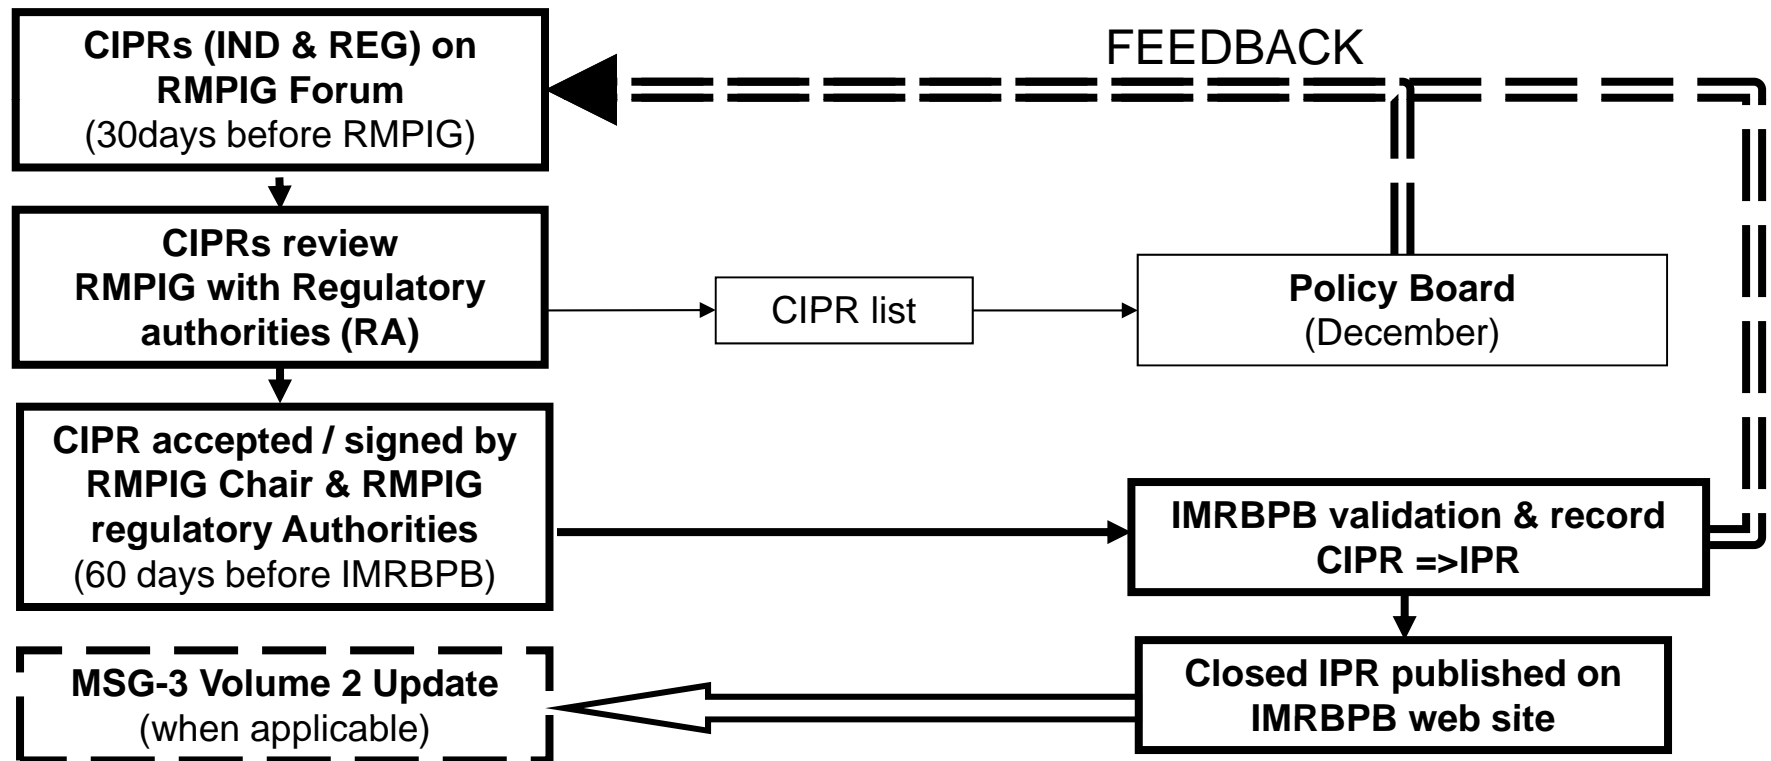 CIPRs (IND & REG) on
RMPIG Forum
(30days before RMPIG)
FEEDBACK
CIPRs review
RMPIG with Regulatory
authorities (RA)
CIPR list
Policy Board
(December)
CIPR accepted / signed by
RMPIG Chair & RMPIG
regulatory Authorities
(60 days before IMRBPB)
IMRBPB validation & record
CIPR =>IPR
MSG-3 Volume 2 Update
(when applicable)
Closed IPR published on
IMRBPB web site